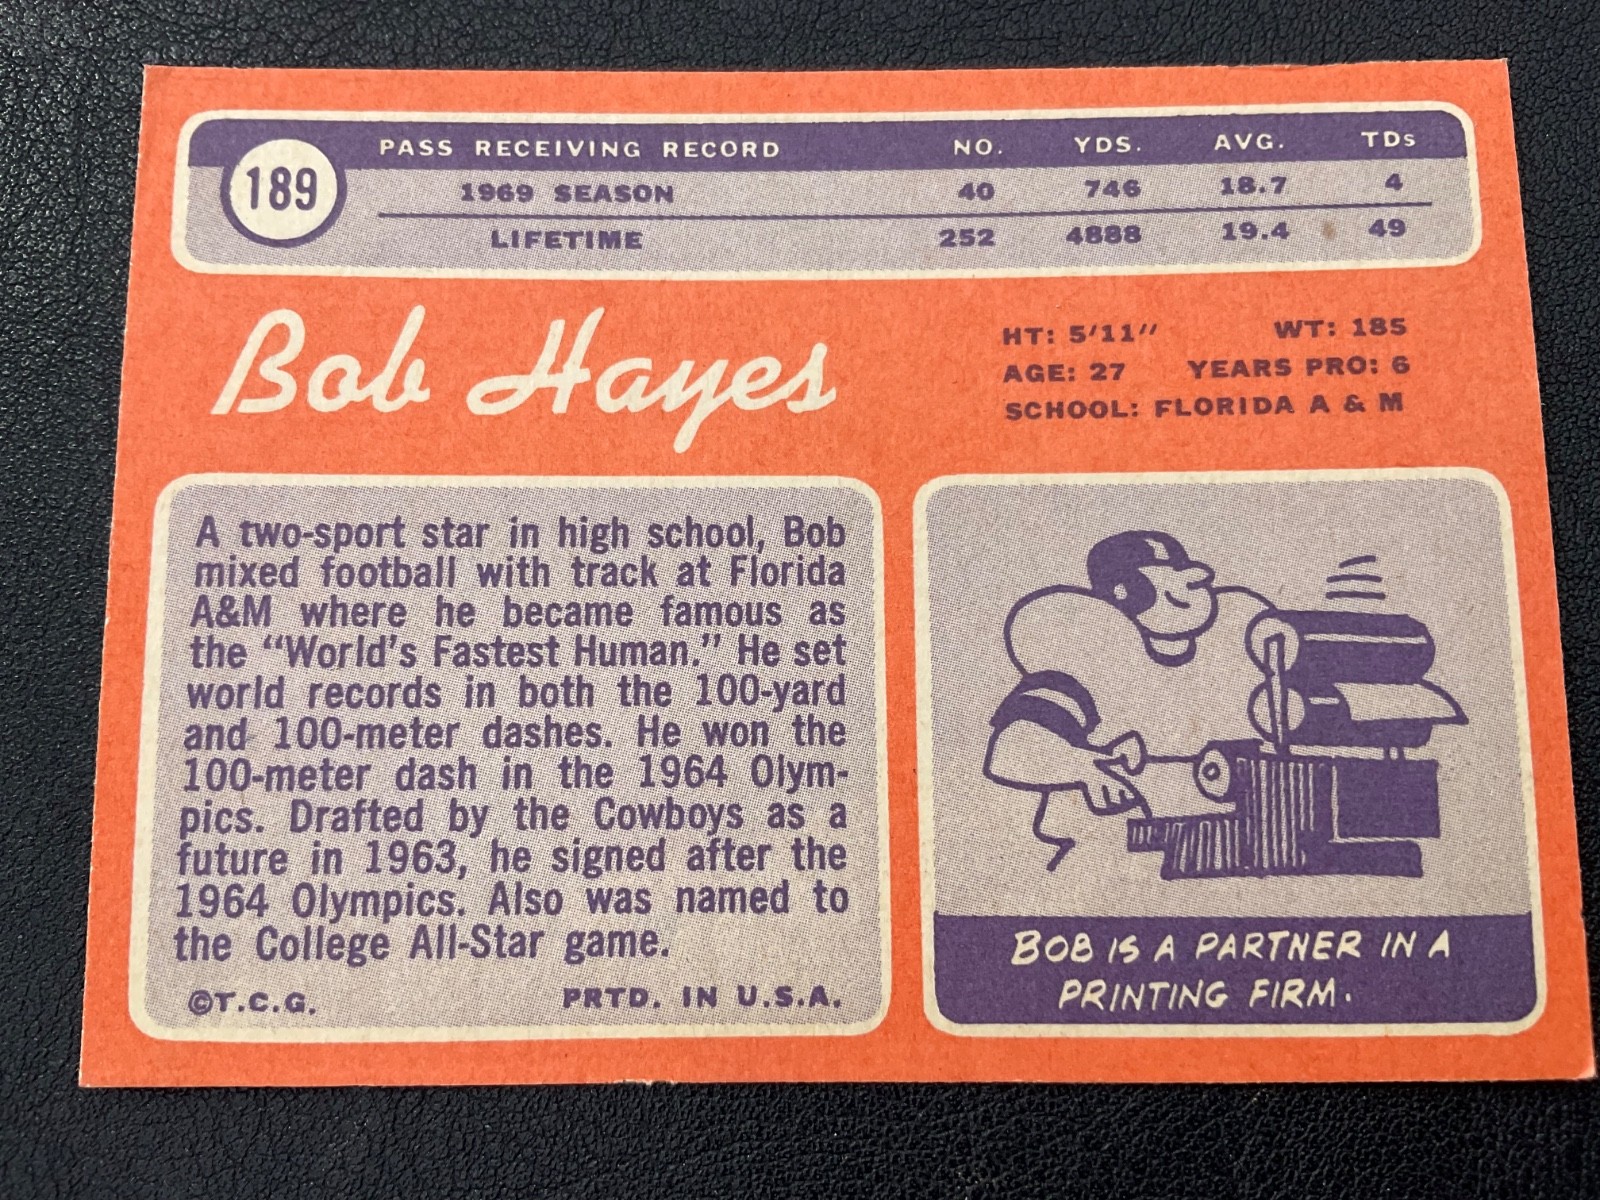 189
PASS RECEIVING RECORD NO. YDS. AVG. TDs
1969 SEASON 40 746 18.7 4
LIFETIME 252 4888 19.4 49
Bob Hayes
HT: 5'11" WT: 185
AGE: 27 YEARS PRO: 6
SCHOOL: FLORIDA A & M
A two-sport star in high school, Bob
mixed football with track at Florida
A&M where he became famous as
the "World's Fastest Human." He set
world records in both the 100-yard
and 100-meter dashes. He won the
100-meter dash in the 1964 Olym-
pics. Drafted by the Cowboys as a
future in 1963, he signed after the
1964 Olympics. Also was named to
the College All-Star game.
©T.C.G. PRTD. IN U.S.A.
BOB IS A PARTNER IN A
PRINTING FIRM.